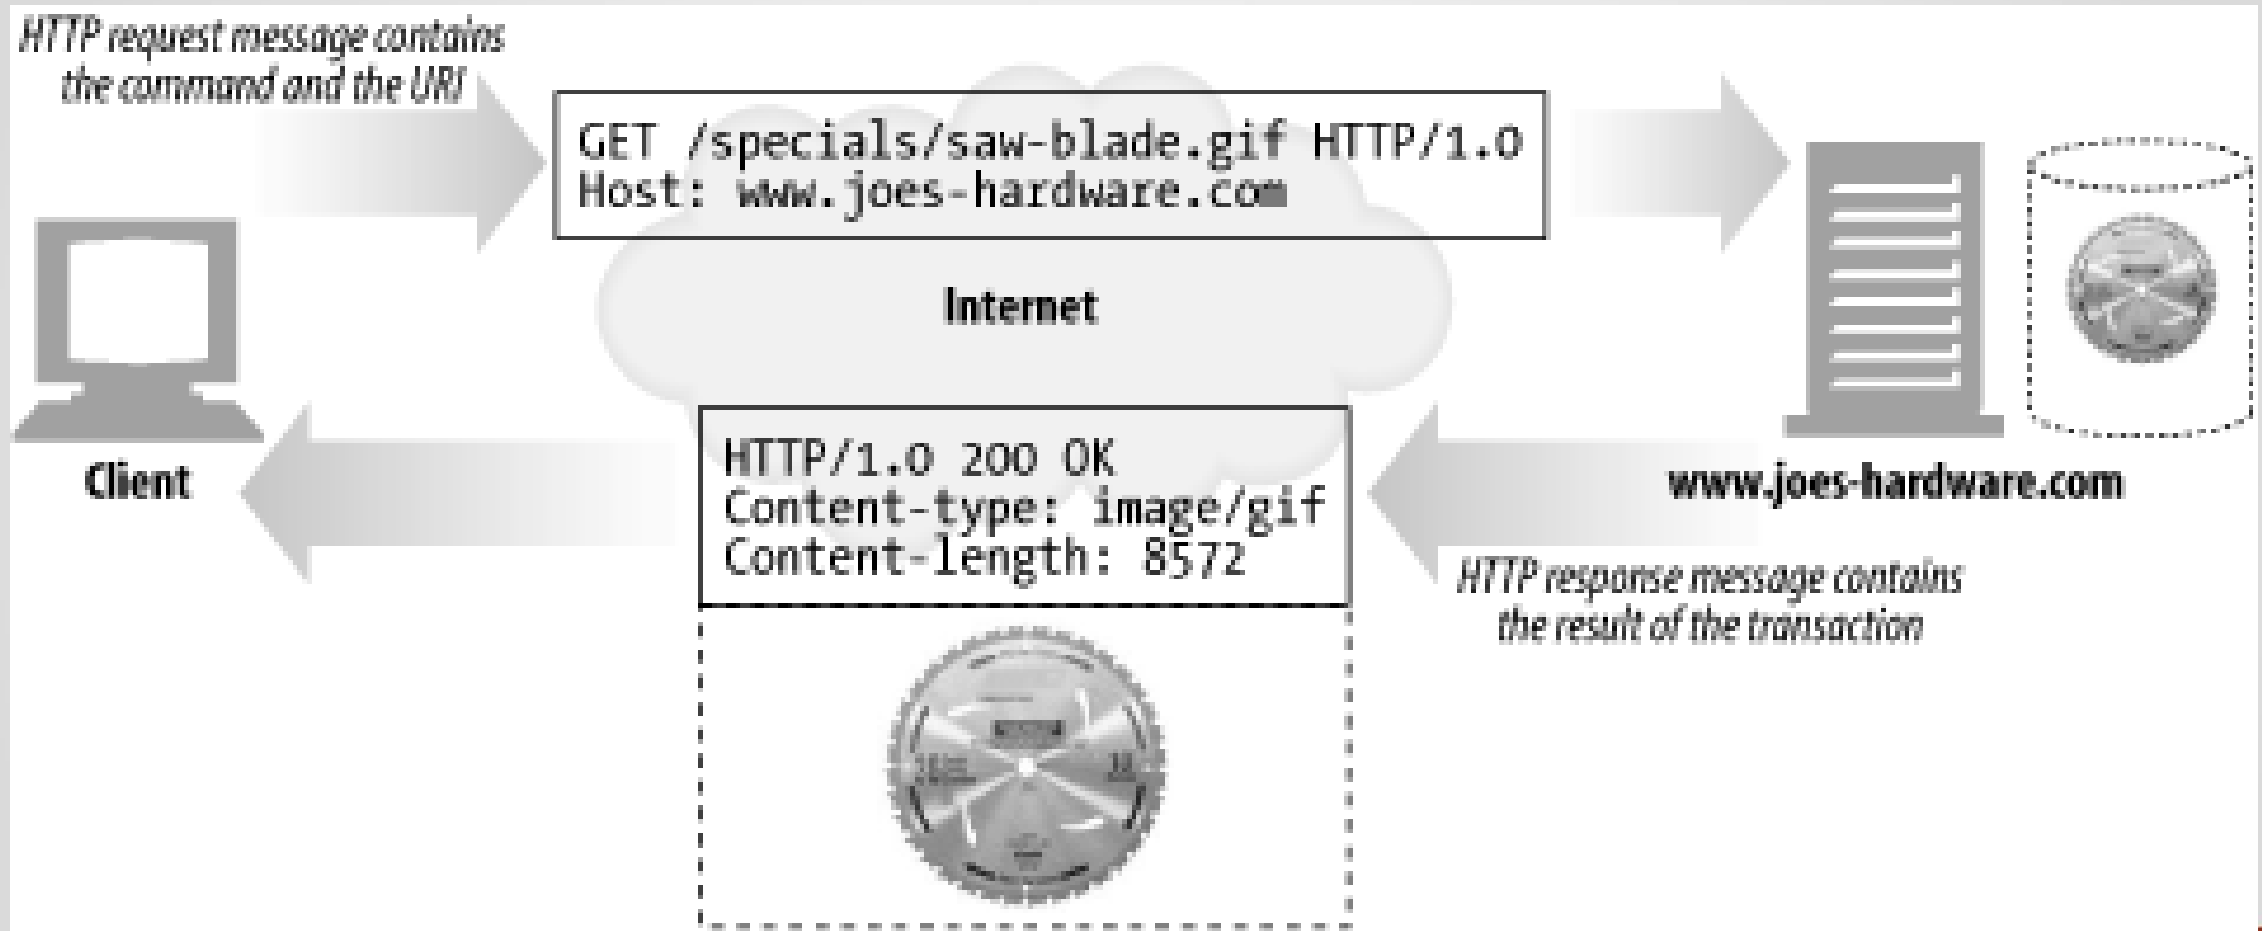 HTTP request message contains
the command and the URI
GET /specials/saw-blade.gif HTTP/1.0
Host: www.joes-hardware.com
Internet
Client
HTTP/1.0 200 OK
Content-type: image/gif
Content-length: 8572
www.joes-hardware.com
HTTP response message contains
the result of the transaction